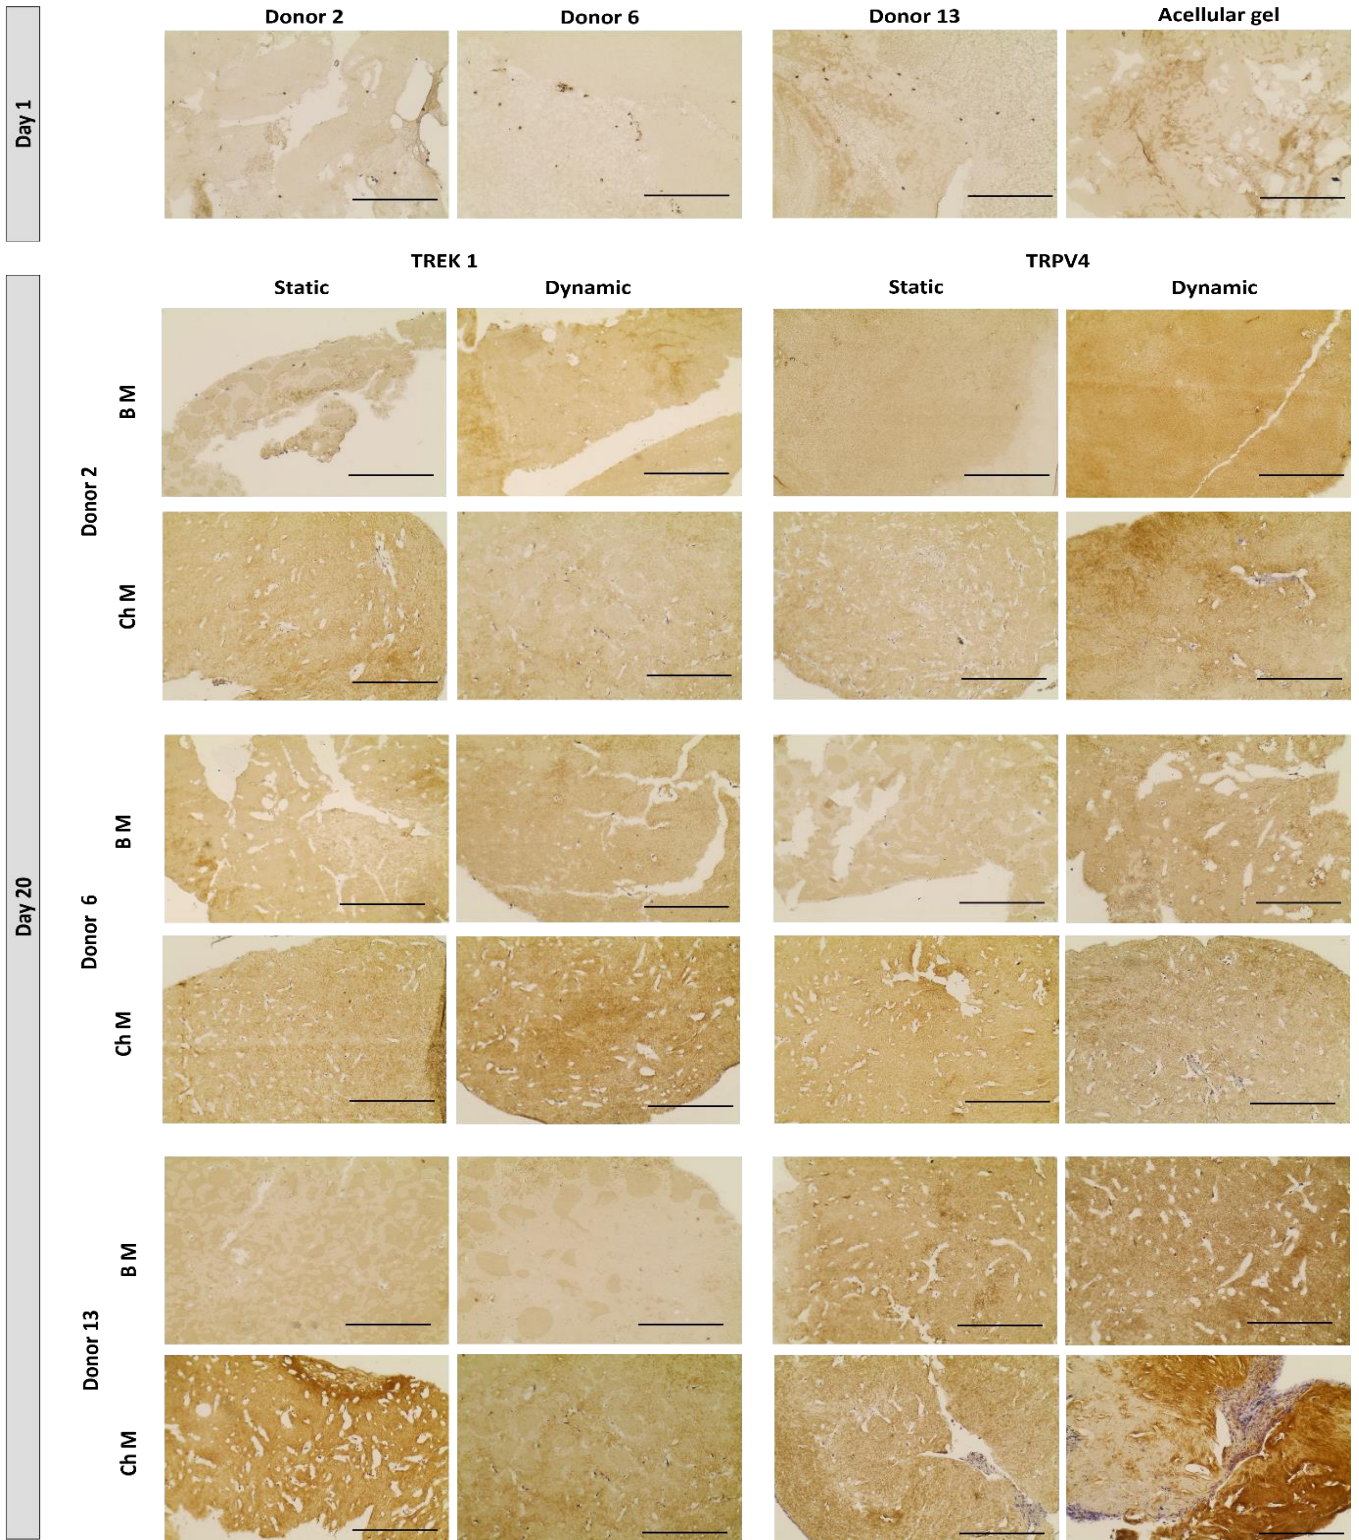 Donor 2 Donor 6 Donor 13 Acellular gel
Day 1
TREK 1 TRPV4
Static Dynamic Static Dynamic
Day 20
Donor 2
B M
Ch M
Donor 6
B M
Ch M
Donor 13
B M
Ch M